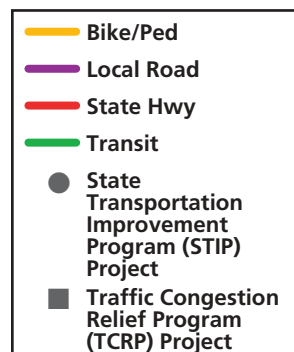 Bike/Ped
Local Road
State Hwy
Transit
State
Transportation
Improvement
Program (STIP)
Project
Traffic Congestion
Relief Program
(TCRP) Project